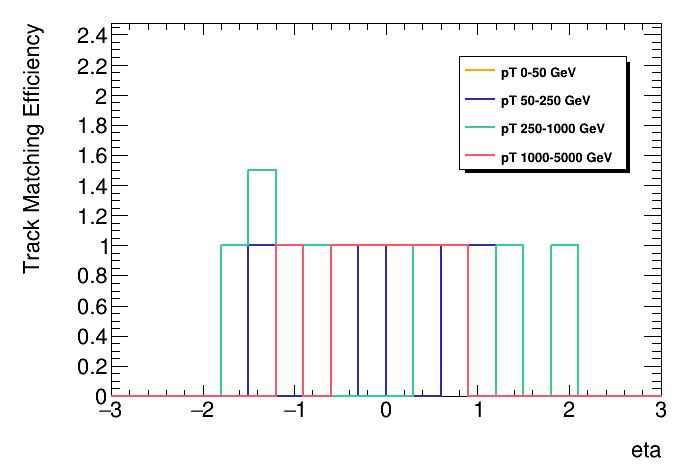 Track Matching Efficiency
2.4
2.2
2
1.8
1.6
1.4
1.2
1
0.8
0.6
0.4
0.2
0
pT 0-50 GeV
pT 50-250 GeV
pT 250-1000 GeV
pT 1000-5000 GeV
−3 −2 −1 0 1 2 3
eta